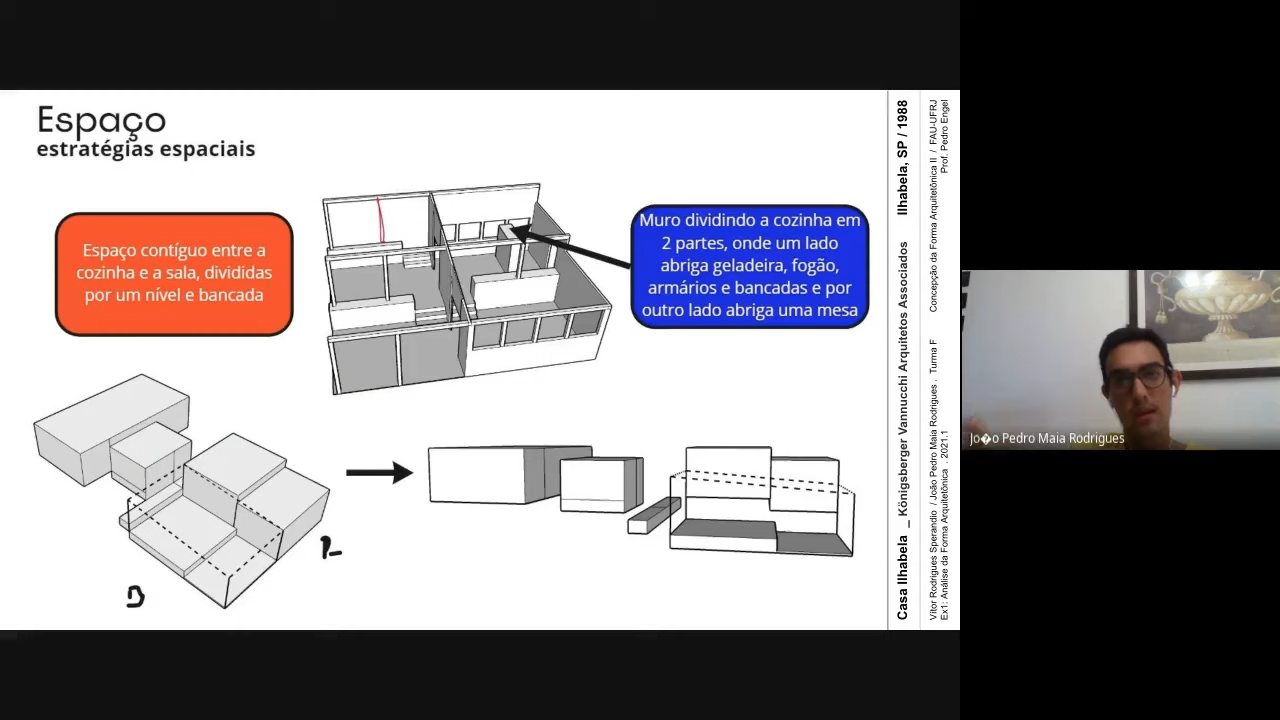 Espaço
estratégias espaciais
Espaço contíguo entre a
cozinha e a sala, divididas
por um nível e bancada
Muro dividindo a cozinha em
2 partes, onde um lado
abriga geladeira, fogão,
armários e bancadas e por
outro lado abriga uma mesa
B
Casa Ilhabela _ Königsberger Vannucchi Arquitetos Associados Ilhabela, SP / 1988
Vitor Rodrigues Sperandio / João Pedro Maia Rodrigues . Turma F Concepção da Forma Arquitetônica II / FAU-UFRJ
Ex1: Análise da Forma Arquitetônica . 2021.1 Prof. Pedro Engel
Jo�o Pedro Maia Rodrigues